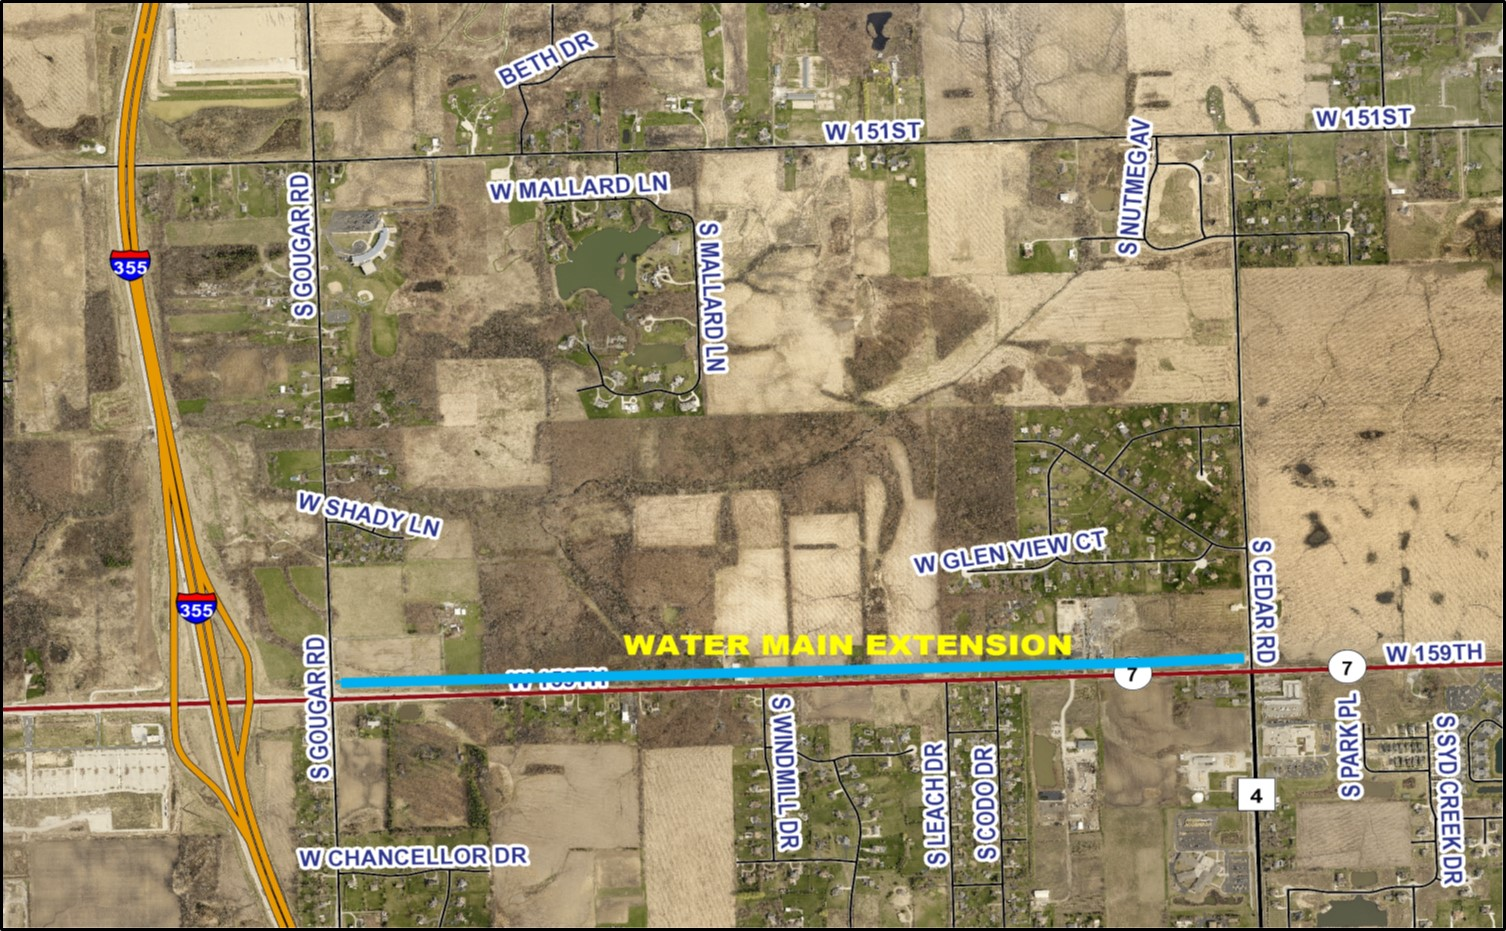 BETH DR
W 151ST
W 151ST
W MALLARD LN
S GOUGAR RD
S NUTMEG AV
S MALLARD LN
355
W SHADY LN
W GLEN VIEW CT
S CEDAR RD
355
WATER MAIN EXTENSION
W 159TH
7
7
W 159TH
S GOUGAR RD
S WINDMILL DR
S LEACH DR
S CODO DR
S PARK PL
S SYD CREEK DR
4
W CHANCELLOR DR